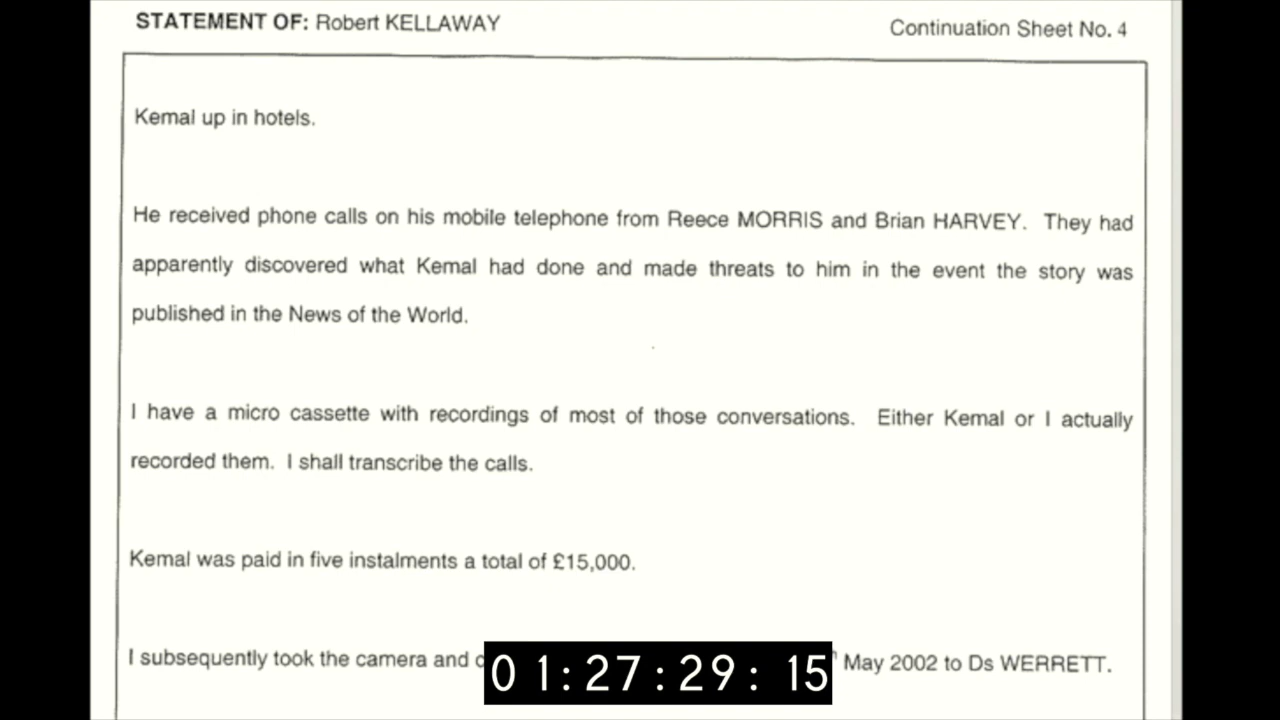 STATEMENT OF: Robert KELLAWAY
Continuation Sheet No. 4
Kemal up in hotels.
He received phone calls on his mobile telephone from Reece MORRIS and Brian HARVEY. They had
apparently discovered what Kemal had done and made threats to him in the event the story was
published in the News of the World.
I have a micro cassette with recordings of most of those conversations. Either Kemal or I actually
recorded them. I shall transcribe the calls.
Kemal was paid in five instalments a total of £15,000.
I subsequently took the camera and
May 2002 to Ds WERRETT.
01:27:29:15